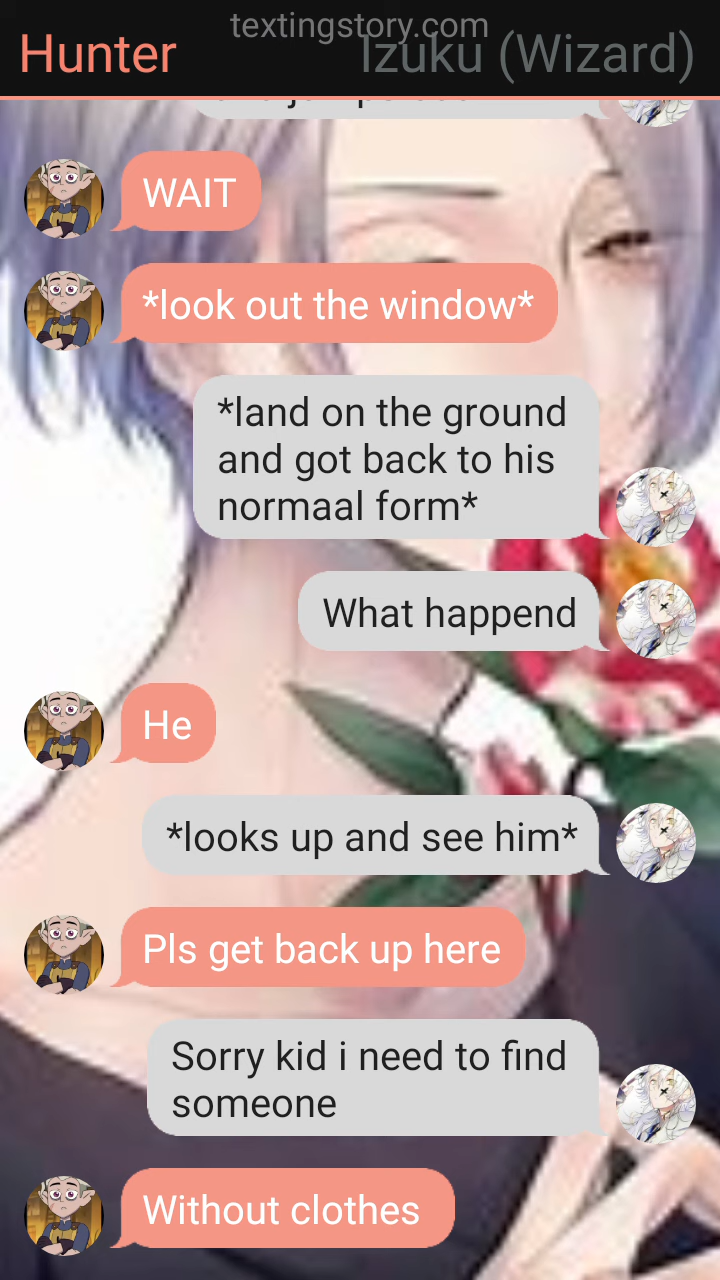 textingstory.com
Hunter
Izuku (Wizard)
WAIT
*look out the window*
*land on the ground
and got back to his
normaal form*
What happend
He
*looks up and see him*
Pls get back up here
Sorry kid i need to find
someone
Without clothes